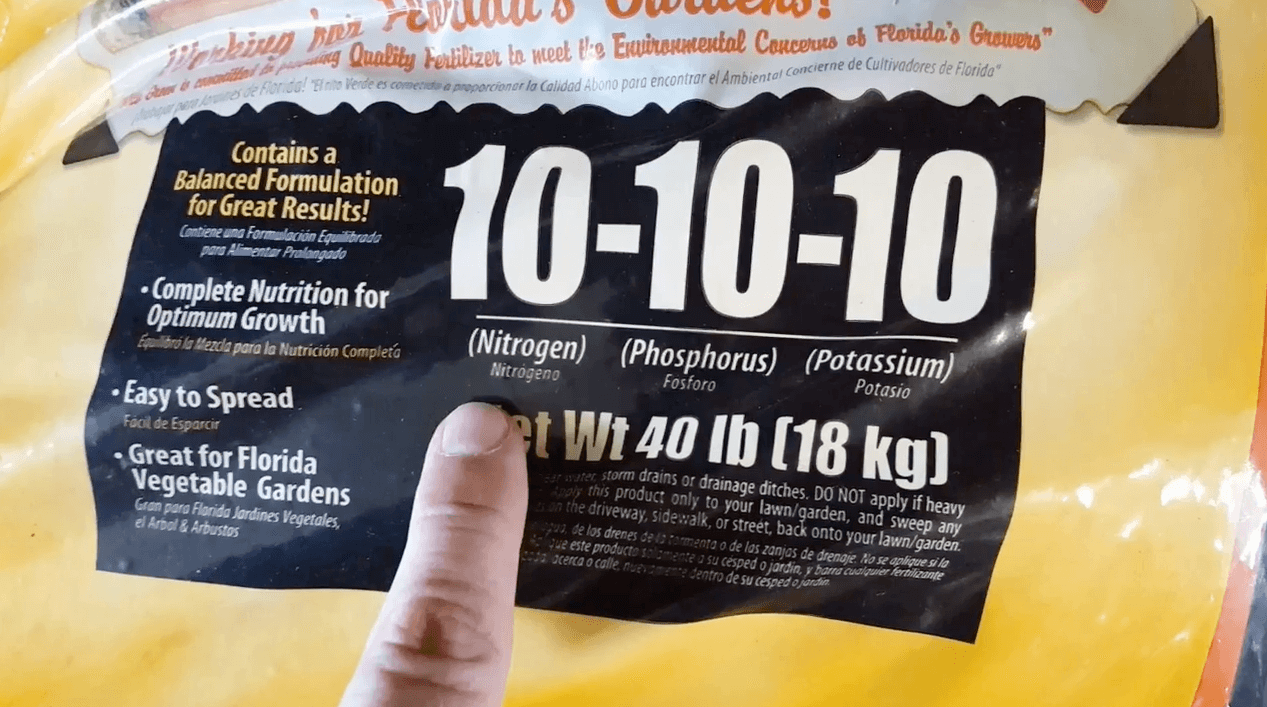 Working for Florida's Gardens!
Quality Fertilizer to meet the Environmental Concerns of Florida's Growers"
de Florida! "El nito Verde es cometido a proporcionar la Calidad Abono para encontrar el Ambiental Concierne de Cultivadores de Florida"
Contains a
Balanced Formulation
for Great Results!
Contiene una Formulación Equilibrada
para Alimentar Prolongado
• Complete Nutrition for
Optimum Growth
Equilibró la Mezcla para la Nutrición Completa
• Easy to Spread
Fácil de Esparcir
• Great for Florida
Vegetable Gardens
Gran para Florida Jardines Vegetales,
el Arbol & Arbustos
10-10-10
(Nitrogen) (Phosphorus) (Potassium)
Nitrógeno Fosforo Potasio
Wt 40 lb (18 kg)
water, storm drains or drainage ditches. DO NOT apply if heavy
Apply this product only to your lawn/garden, and sweep any
on the driveway, sidewalk, or street, back onto your lawn/garden.
de los drenes de la tormenta o de las zanjas de drenaje. No se aplique si la
este producto solamente a su cesped o jardin, y barra cualquier fertilizante
acerca o calle, nuevamente dentro de su cesped o jardin.